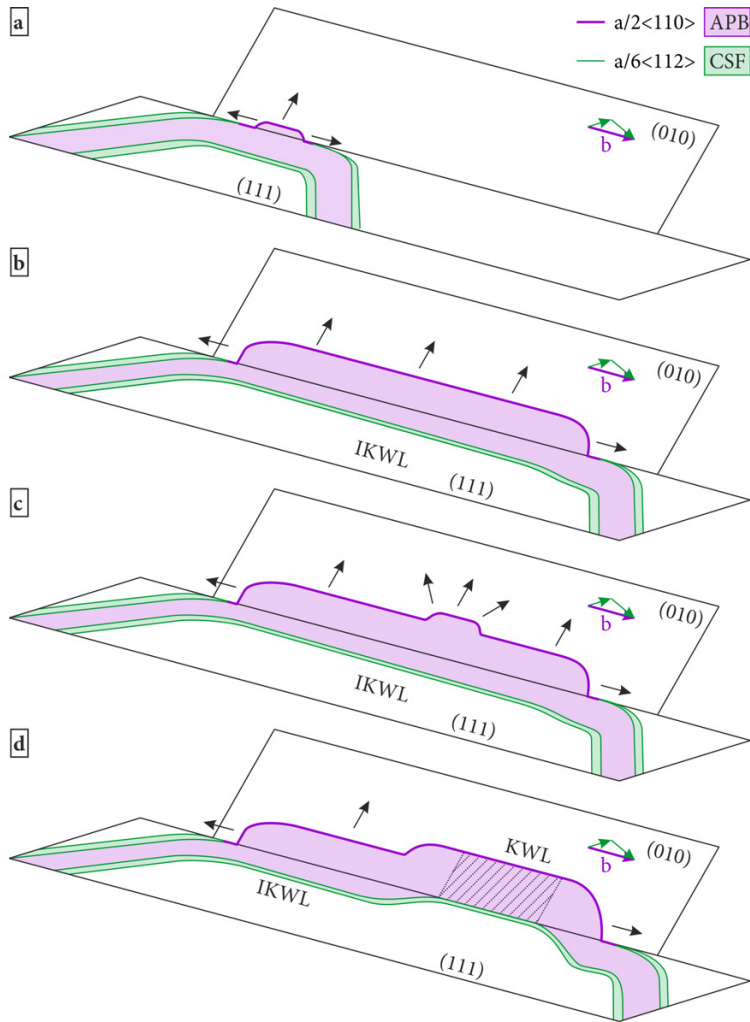 a
a/2<110> APB
a/6<112> CSF
(010)
b
(111)
b
(010)
b
IKWL
(111)
c
(010)
b
IKWL
(111)
d
KWL
(010)
b
IKWL
(111)